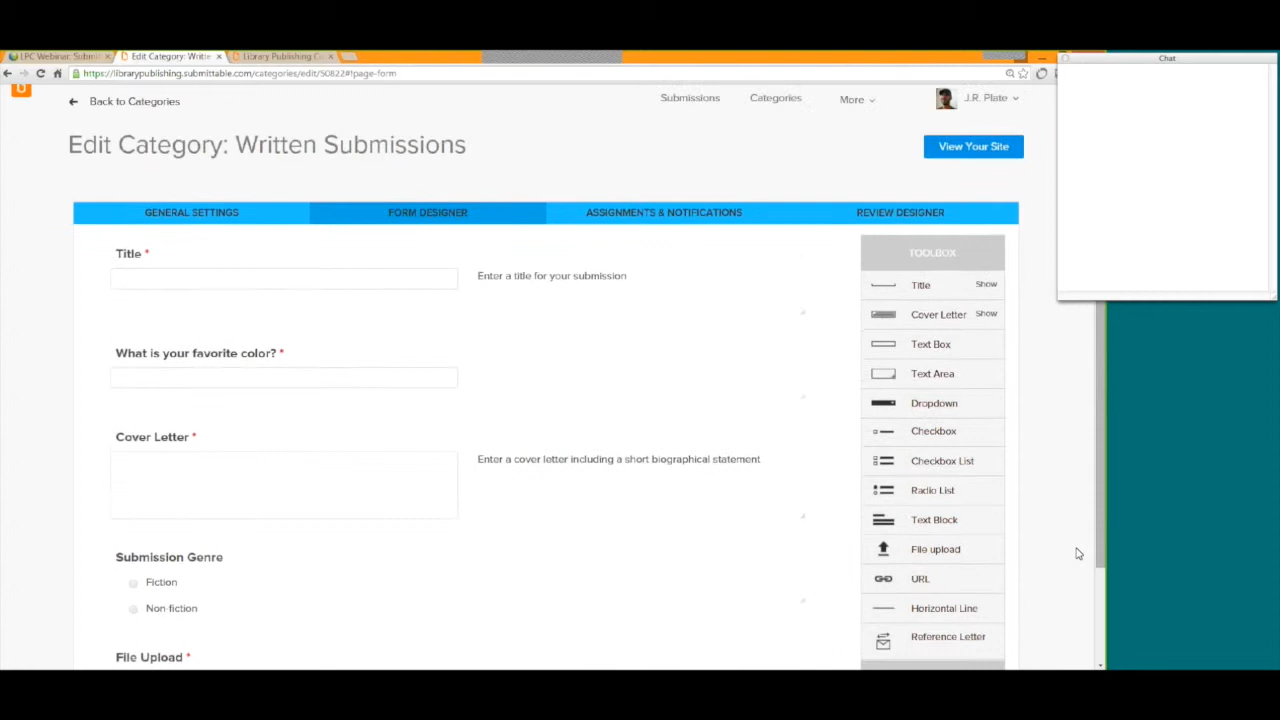 LPC Webinar: Submit
Edit Category: Writte
Library Publishing C
https://librarypublishing.submittable.com/categories/edit/50822#!page-form
Chat
Back to Categories
Submissions
Categories
More
J.R. Plate
Edit Category: Written Submissions
View Your Site
GENERAL SETTINGS
FORM DESIGNER
ASSIGNMENTS & NOTIFICATIONS
REVIEW DESIGNER
Title *
Enter a title for your submission
What is your favorite color? *
Cover Letter *
Enter a cover letter including a short biographical statement
Submission Genre
Fiction
Non-fiction
File Upload *
TOOLBOX
Title Show
Cover Letter Show
Text Box
Text Area
Dropdown
Checkbox
Checkbox List
Radio List
Text Block
File upload
URL
Horizontal Line
Reference Letter